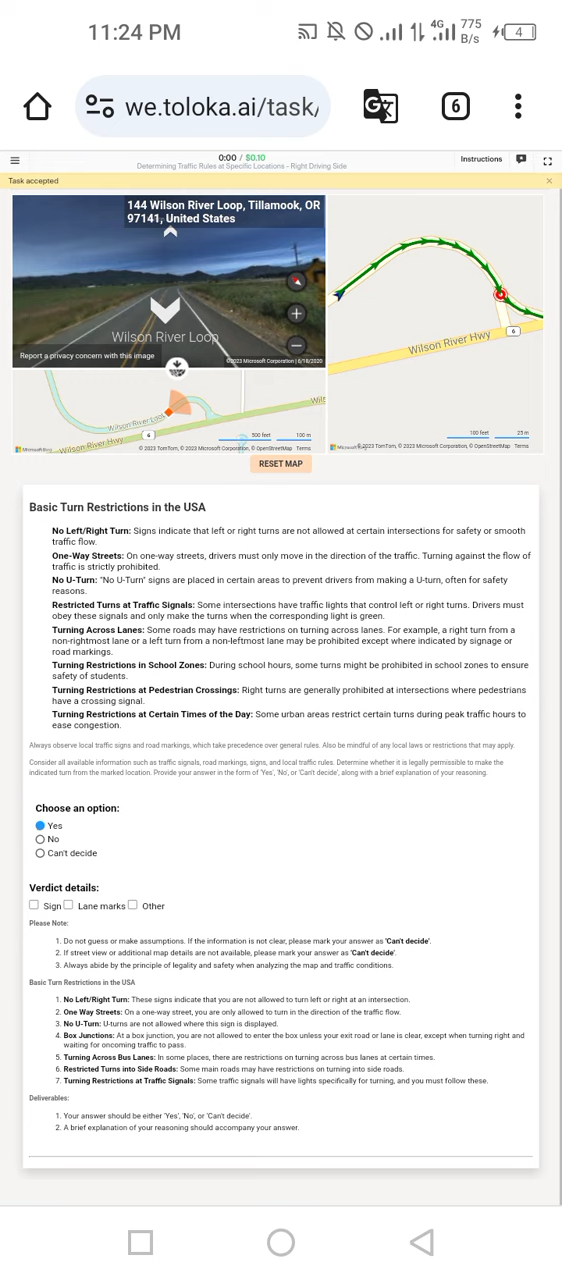 11:24 PM
4G 775 B/s 4
we.toloka.ai/task/
6
0:00 / $0.10
Determining Traffic Rules at Specific Locations - Right Driving Side
Instructions
Task accepted
144 Wilson River Loop, Tillamook, OR
97141, United States
Wilson River Loop
Report a privacy concern with this image
©2023 Microsoft Corporation | 6/18/2020
Wilson River Loop
Wilson River Hwy
6
500 feet 100 m
© 2023 TomTom, © 2023 Microsoft Corporation, © OpenStreetMap Terms
Wilson River Hwy
6
100 feet 25 m
© 2023 TomTom, © 2023 Microsoft Corporation, © OpenStreetMap Terms
RESET MAP
Basic Turn Restrictions in the USA
No Left/Right Turn: Signs indicate that left or right turns are not allowed at certain intersections for safety or smooth
traffic flow.
One-Way Streets: On one-way streets, drivers must only move in the direction of the traffic. Turning against the flow of
traffic is strictly prohibited.
No U-Turn: "No U-Turn" signs are placed in certain areas to prevent drivers from making a U-turn, often for safety
reasons.
Restricted Turns at Traffic Signals: Some intersections have traffic lights that control left or right turns. Drivers must
obey these signals and only make the turns when the corresponding light is green.
Turning Across Lanes: Some roads may have restrictions on turning across lanes. For example, a right turn from a
non-rightmost lane or a left turn from a non-leftmost lane may be prohibited except where indicated by signage or
road markings.
Turning Restrictions in School Zones: During school hours, some turns might be prohibited in school zones to ensure
safety of students.
Turning Restrictions at Pedestrian Crossings: Right turns are generally prohibited at intersections where pedestrians
have a crossing signal.
Turning Restrictions at Certain Times of the Day: Some urban areas restrict certain turns during peak traffic hours to
ease congestion.
Always observe local traffic signs and road markings, which take precedence over general rules. Also be mindful of any local laws or restrictions that may apply.
Consider all available information such as traffic signals, road markings, signs, and local traffic rules. Determine whether it is legally permissible to make the
indicated turn from the marked location. Provide your answer in the form of 'Yes', 'No', or 'Can't decide', along with a brief explanation of your reasoning.
Choose an option:
Yes
No
Can't decide
Verdict details:
Sign Lane marks Other
Please Note:
1. Do not guess or make assumptions. If the information is not clear, please mark your answer as 'Can't decide'.
2. If street view or additional map details are not available, please mark your answer as 'Can't decide'.
3. Always abide by the principle of legality and safety when analyzing the map and traffic conditions.
Basic Turn Restrictions in the USA
1. No Left/Right Turn: These signs indicate that you are not allowed to turn left or right at an intersection.
2. One Way Streets: On a one-way street, you are only allowed to turn in the direction of the traffic flow.
3. No U-Turn: U-turns are not allowed where this sign is displayed.
4. Box Junctions: At a box junction, you are not allowed to enter the box unless your exit road or lane is clear, except when turning right and
waiting for oncoming traffic to pass.
5. Turning Across Bus Lanes: In some places, there are restrictions on turning across bus lanes at certain times.
6. Restricted Turns into Side Roads: Some main roads may have restrictions on turning into side roads.
7. Turning Restrictions at Traffic Signals: Some traffic signals will have lights specifically for turning, and you must follow these.
Deliverables:
1. Your answer should be either 'Yes', 'No', or 'Can't decide'.
2. A brief explanation of your reasoning should accompany your answer.